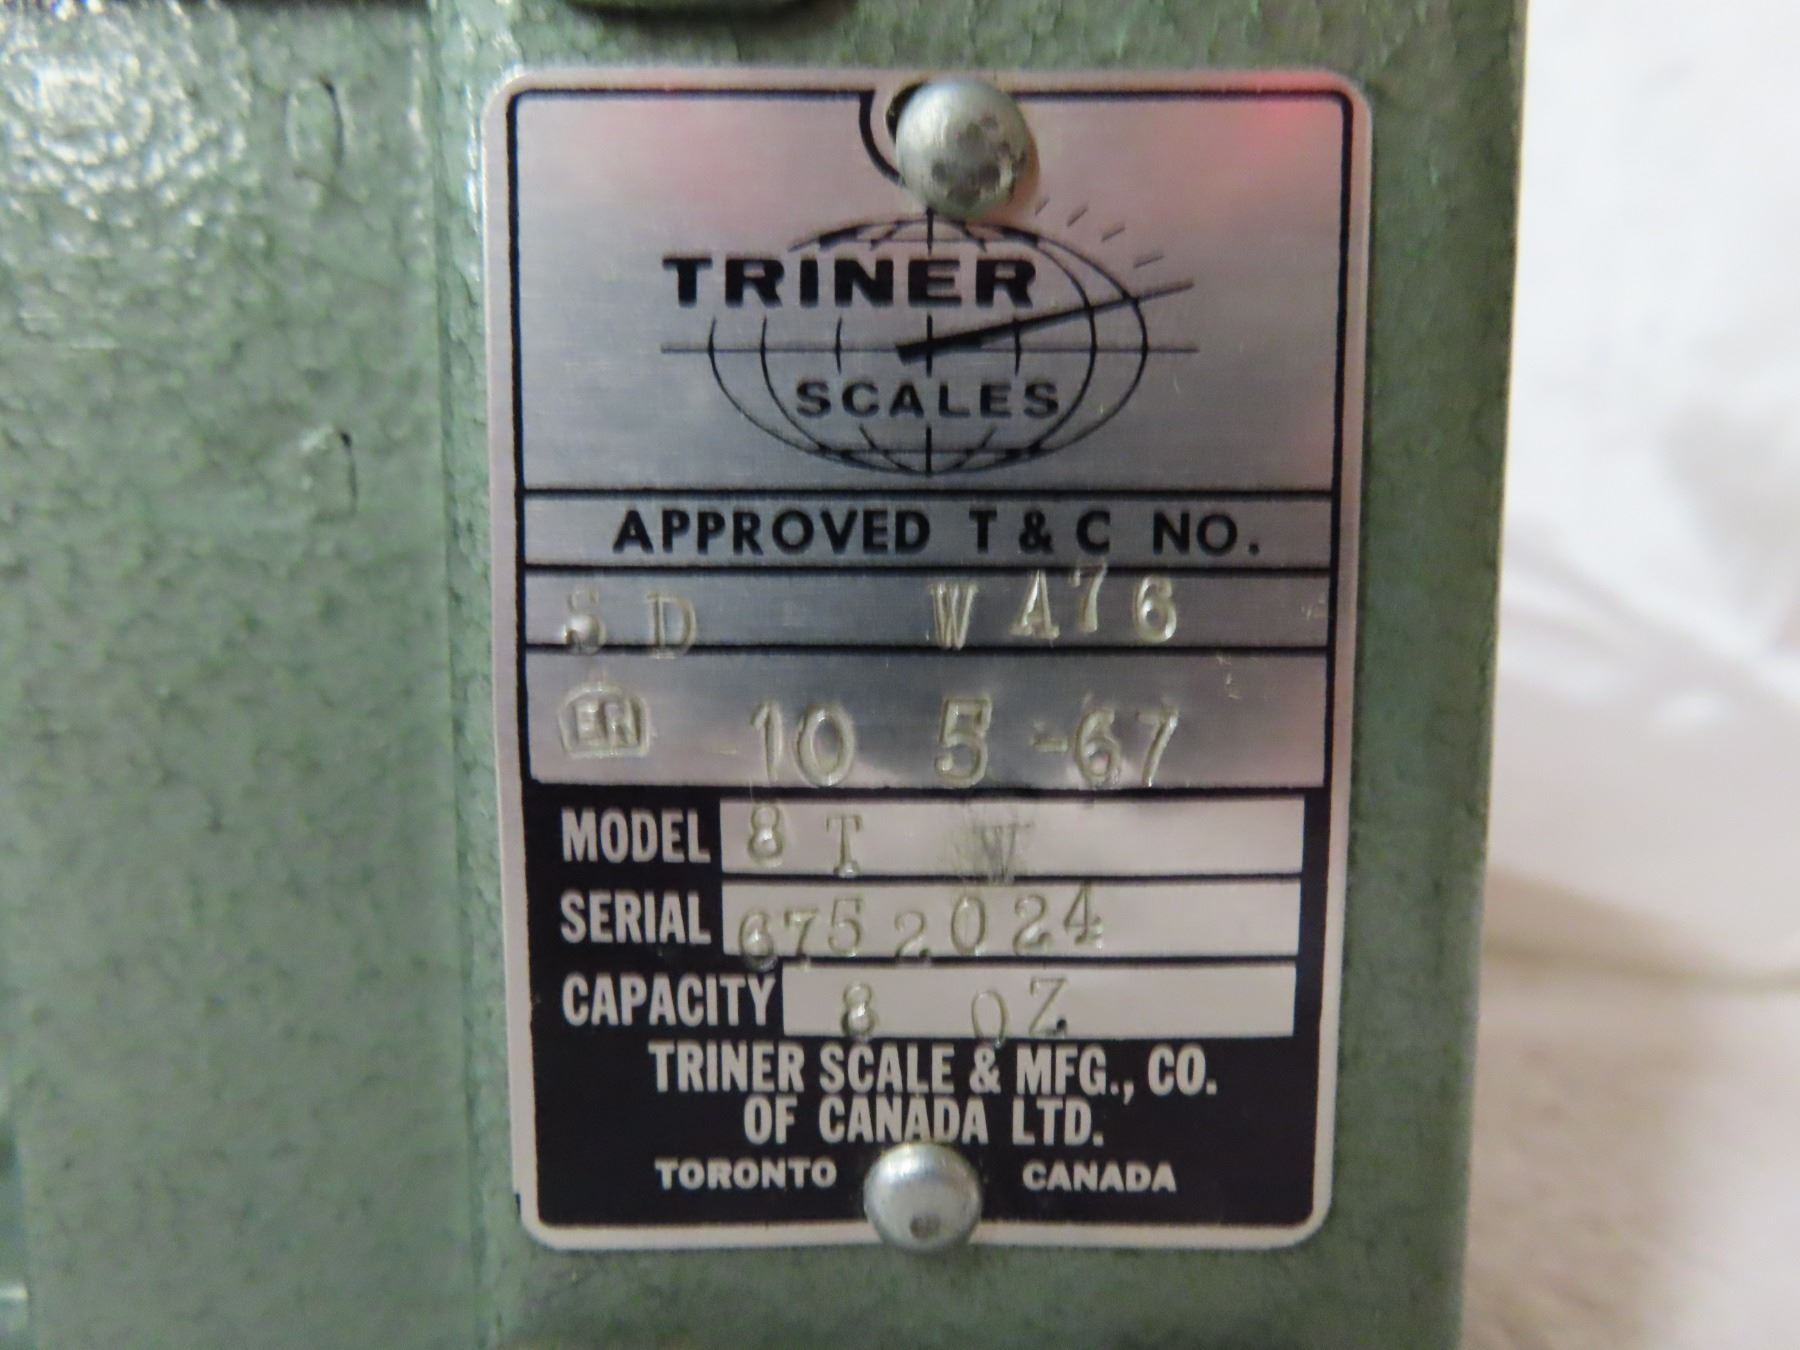 TRINER
SCALES
APPROVED T & C NO.
SD WA76
ER 10 5-67
MODEL 8T W
SERIAL 6752024
CAPACITY 8 OZ
TRINER SCALE & MFG., CO.
OF CANADA LTD.
TORONTO CANADA